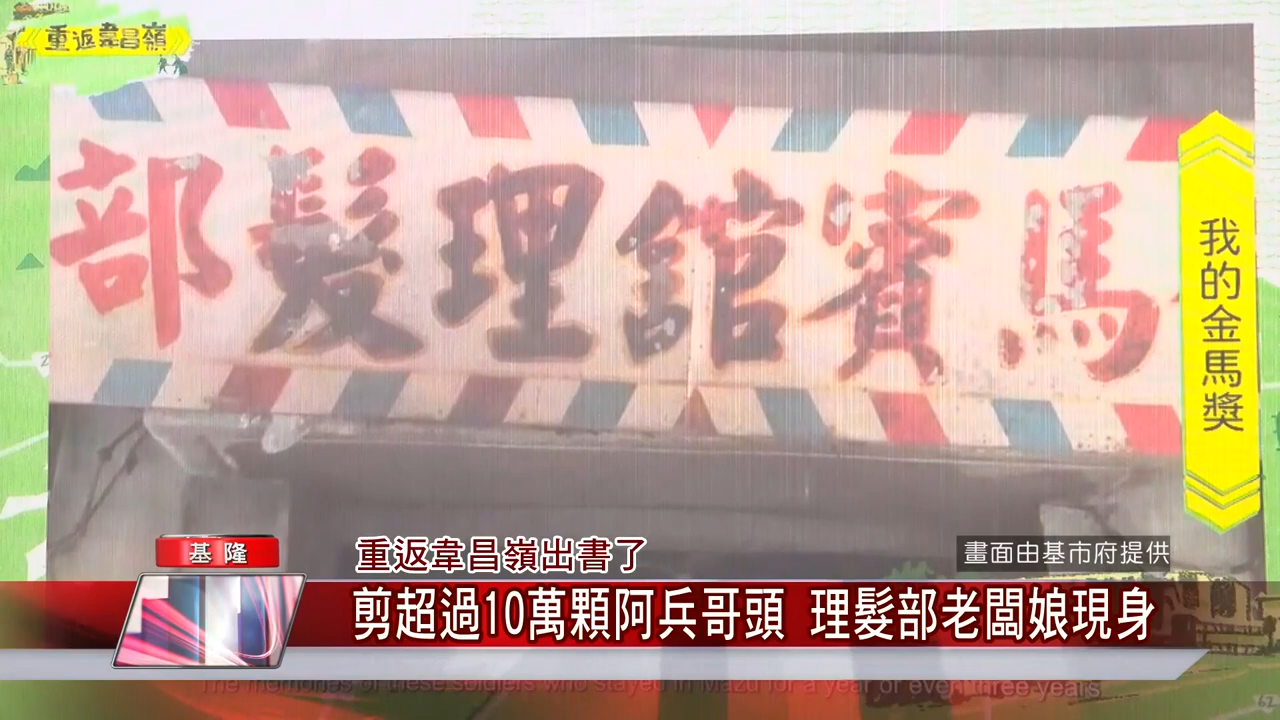 重返韋昌嶺
馬賓館理髮部
我的金馬獎
基隆
重返韋昌嶺出書了
畫面由基市府提供
剪超過10萬顆阿兵哥頭 理髮部老闆娘現身
The memories of these soldiers who stayed in Mazu for a year or even three years
62